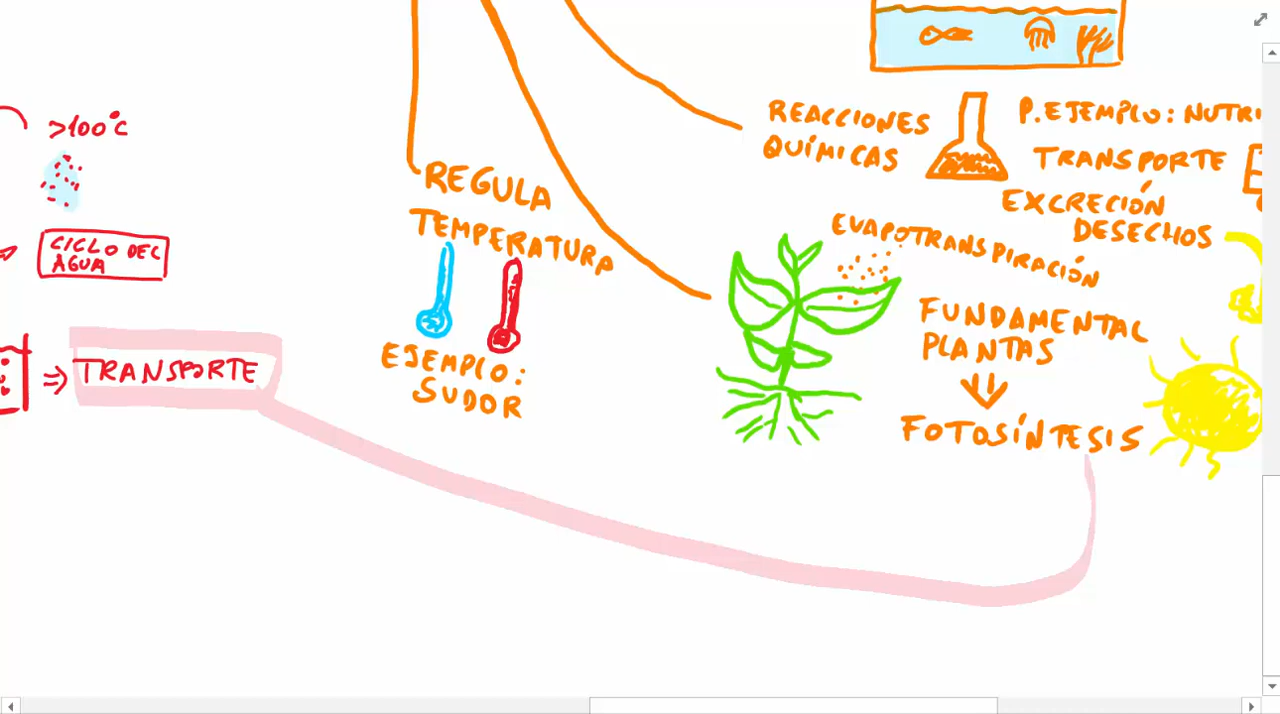 >100°C
CICLO DEL
AGUA
⇒ TRANSPORTE
REGULA
TEMPERATURA
EJEMPLO:
SUDOR
REACCIONES
QUÍMICAS
P. EJEMPLO: NUTRI
TRANSPORTE
EXCRECIÓN
DESECHOS
EVAPOTRANSPIRACIÓN
FUNDAMENTAL
PLANTAS
FOTOSÍNTESIS